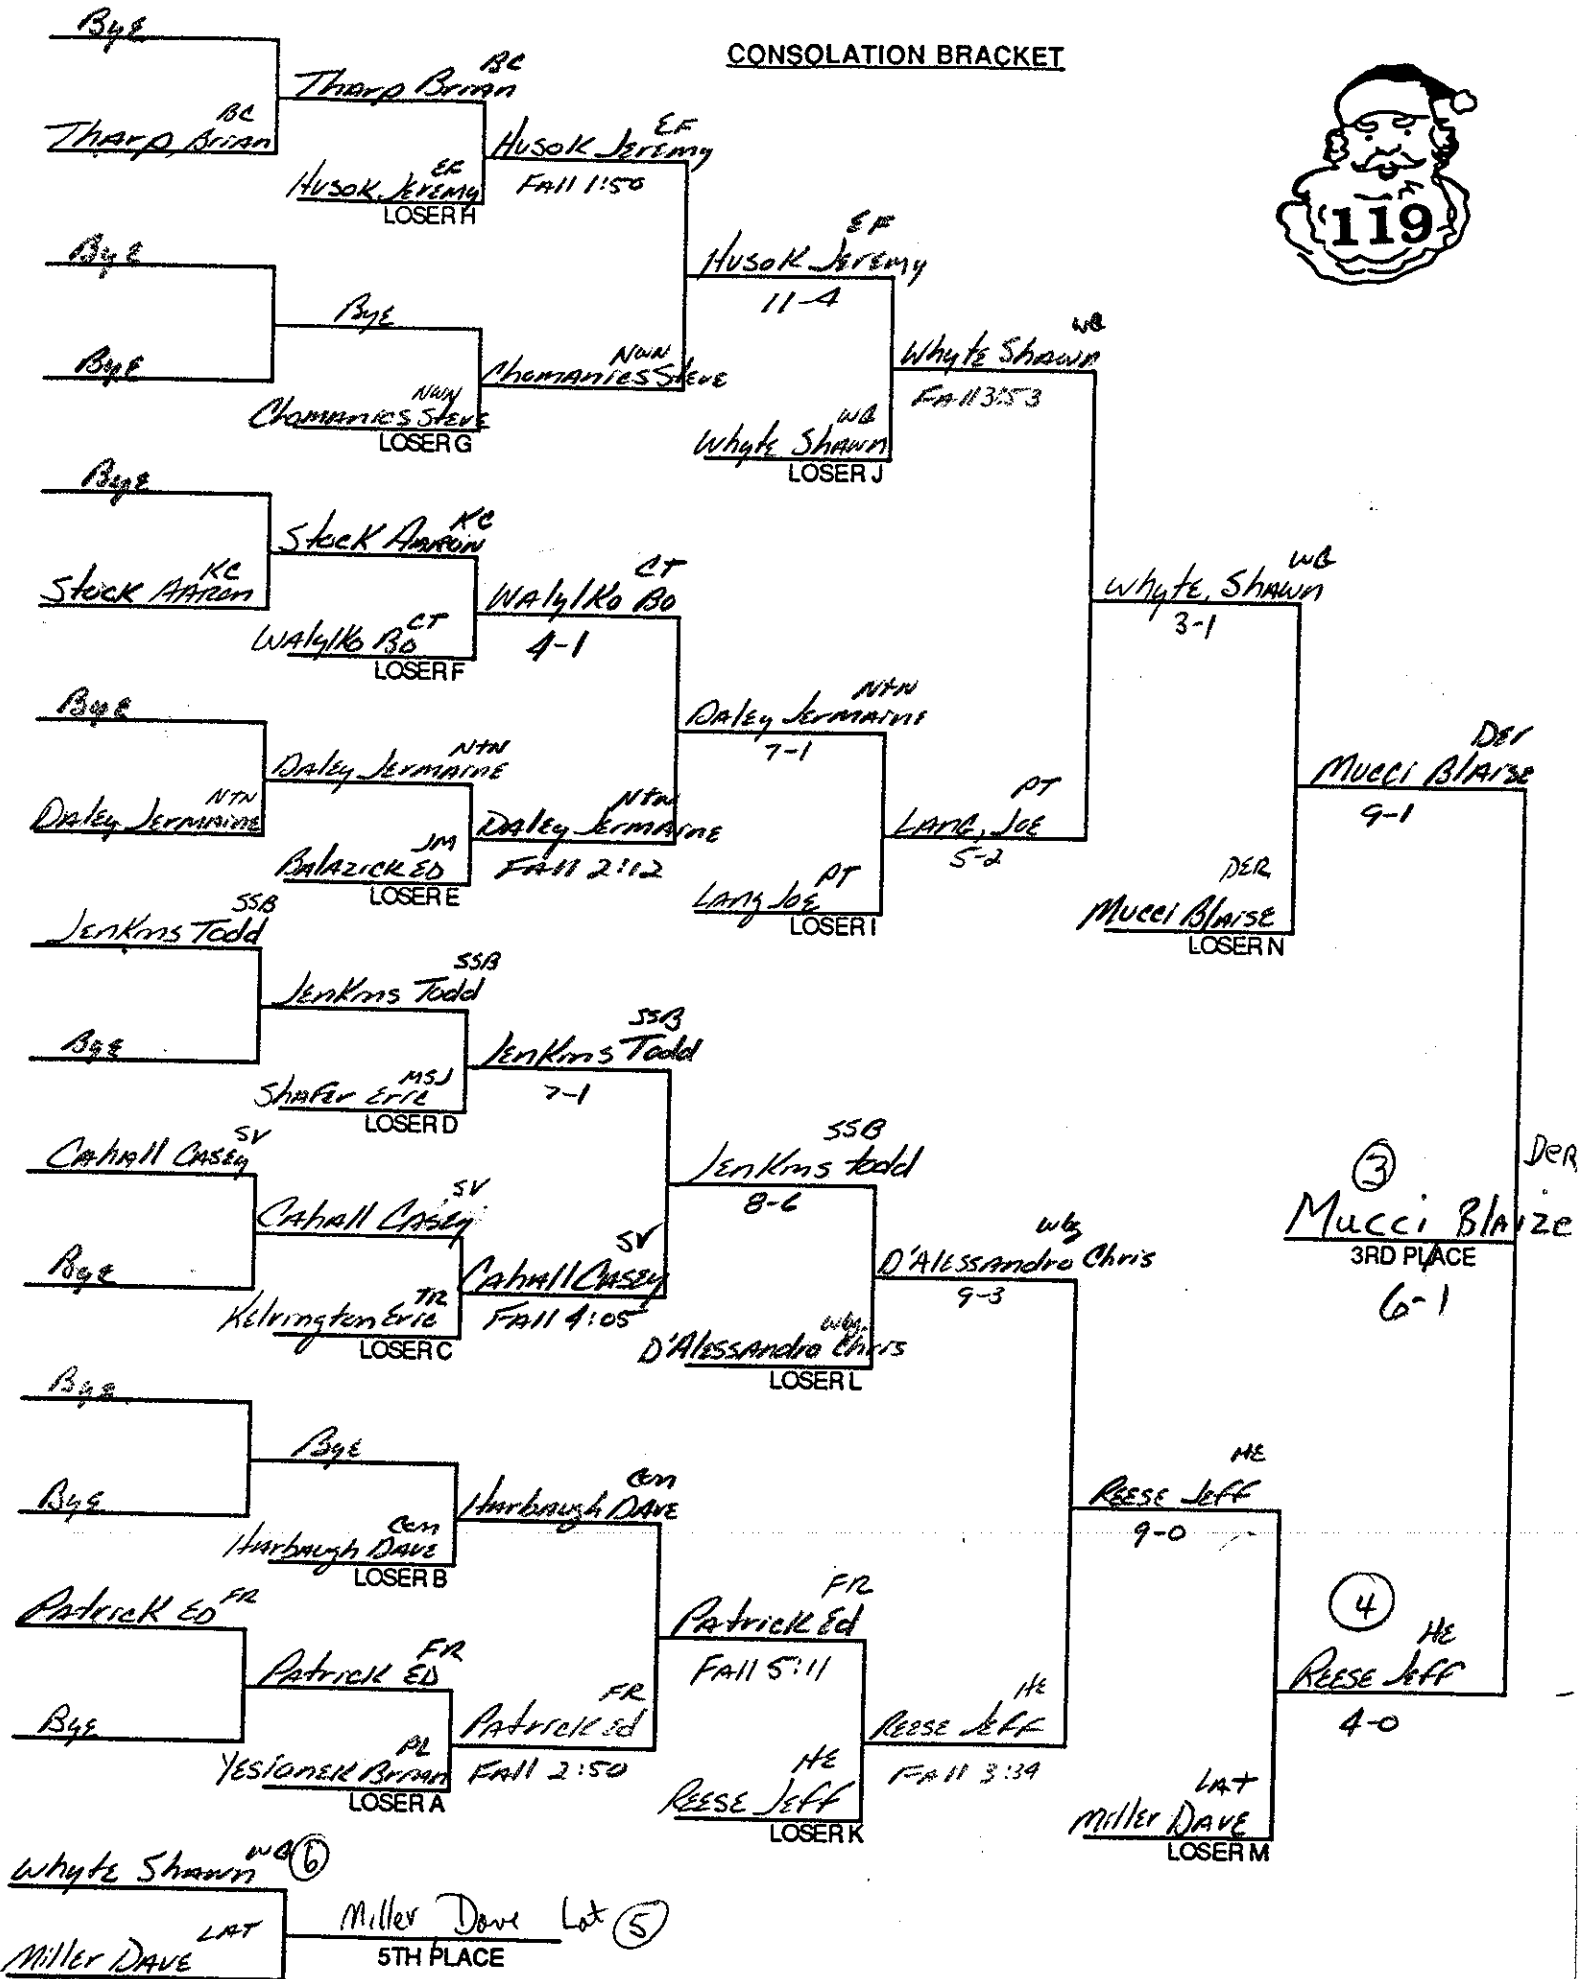 CONSOLATION BRACKET
119
Bye
BC
Tharp Brian
BC
Tharp, Brian
EF
Husok Jeremy
LOSER H
EF
Husok Jeremy
Fall 1:50
Bye
Bye
Bye
NWN
Chomanics Steve
LOSER G
NWN
Chomanics Steve
EF
Husok Jeremy
11-4
WB
Whyte Shawn
LOSER J
WB
Whyte Shawn
Fall 3:53
Bye
KC
Stock Aaron
KC
Stock Aaron
CT
Walylko Bo
LOSER F
CT
Walylko Bo
4-1
Bye
NTN
Daley Jermaine
NTN
Daley Jermaine
JM
Balazick ED
LOSER E
NTN
Daley Jermaine
Fall 2:12
NTN
Daley Jermaine
7-1
PT
Lang Joe
LOSER I
PT
Lang, Joe
5-2
WB
Whyte, Shawn
3-1
DER
Mucci Blaise
LOSER N
Der
Mucci Blaise
9-1
SSB
Jenkins Todd
Bye
SSB
Jenkins Todd
MSJ
Shafer Eric
LOSER D
SSB
Jenkins Todd
7-1
SV
Cahall Casey
Bye
SV
Cahall Casey
TR
Kelvington Eric
LOSER C
SV
Cahall Casey
Fall 4:05
SSB
Jenkins todd
8-6
wbg
D'Alessandro Chris
LOSER L
wbg
D'Alessandro Chris
9-3
Der
3
Mucci Blaize
3RD PLACE
6-1
Bye
Bye
Bye
Con
Harbaugh Dave
LOSER B
Con
Harbaugh Dave
Patrick ED FR
Bye
FR
Patrick ED
PL
Yesionek Brian
LOSER A
FR
Patrick Ed
Fall 2:50
FR
Patrick Ed
Fall 5:11
HE
Reese Jeff
LOSER K
HE
Reese Jeff
Fall 3:39
HE
Reese Jeff
9-0
LAT
Miller Dave
LOSER M
4
HE
Reese Jeff
4-0
Whyte Shawn WB 6
LAT
Miller Dave
Miller Dave Lat 5
5TH PLACE